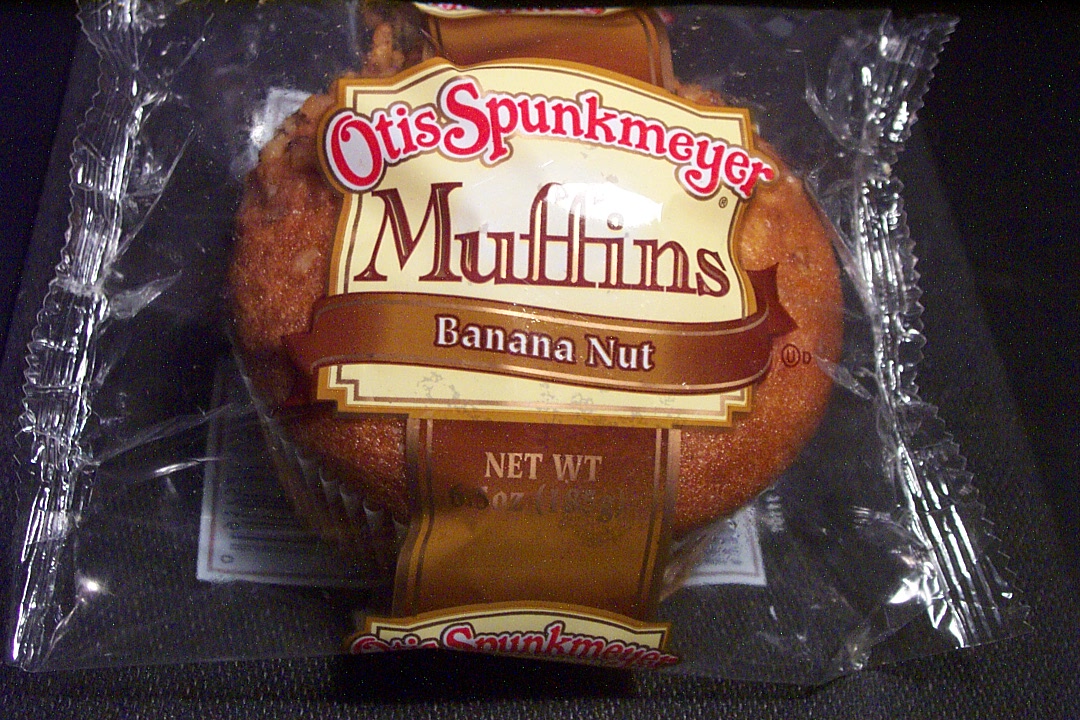 Otis Spunkmeyer
Muffins
®
Banana Nut
Ⓤ D
NET WT
Otis Spunkmeyer